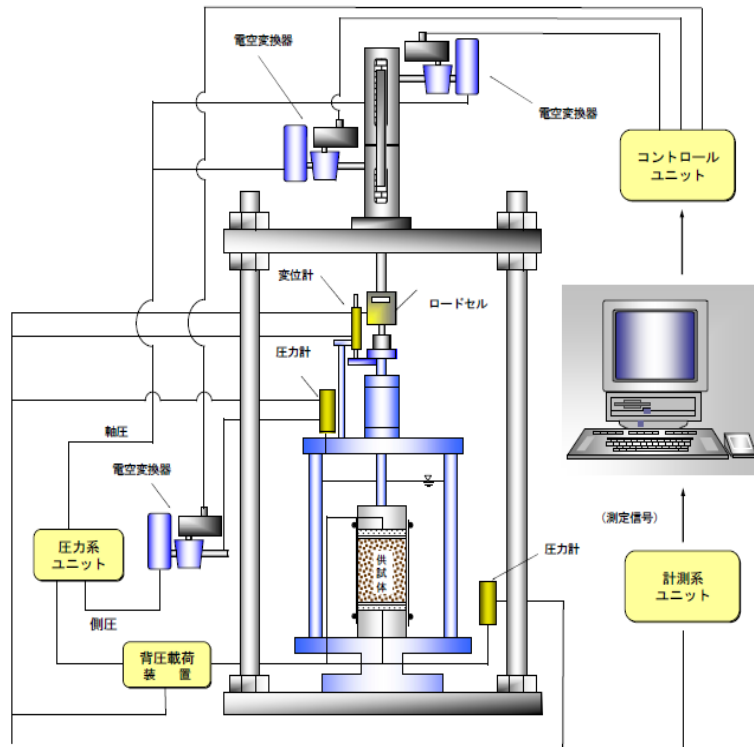 電空変換器
電空変換器
コントロール
ユニット
変位計
ロードセル
圧力計
軸圧
電空変換器
(測定信号)
圧力系
ユニット
供
試
体
圧力計
計測系
ユニット
側圧
背圧載荷
装 置